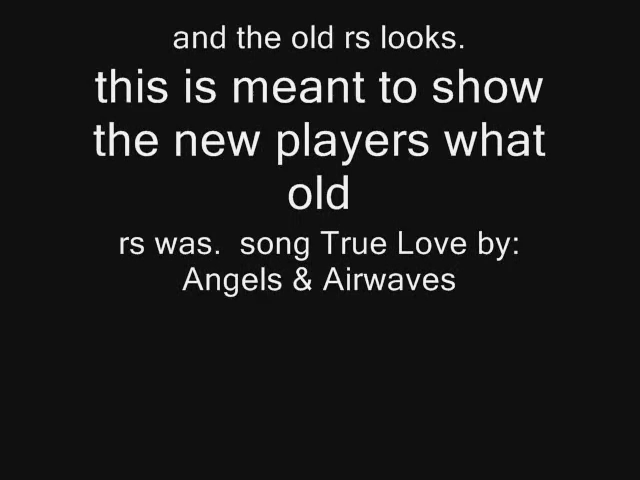 and the old rs looks.
this is meant to show
the new players what
old
rs was.  song True Love by:
Angels & Airwaves